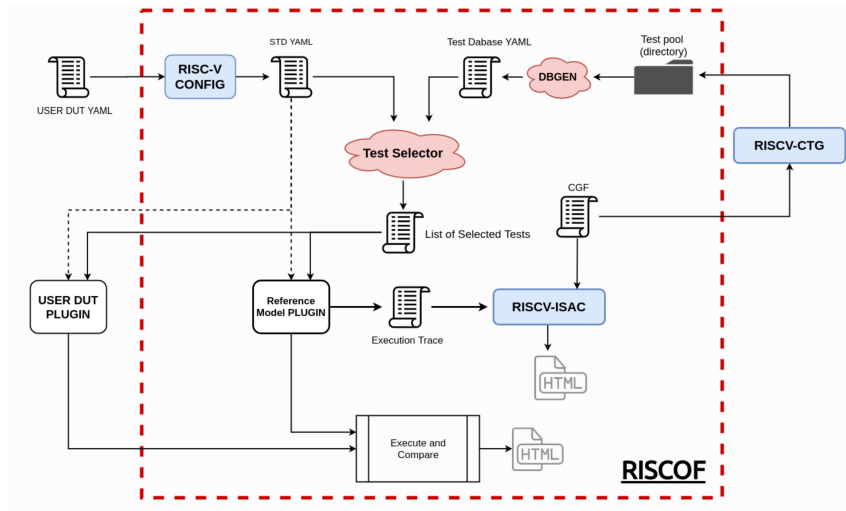 STD YAML
Test Dabase YAML
Test pool
(directory)
USER DUT YAML
RISC-V
CONFIG
DBGEN
RISCV-CTG
Test Selector
CGF
List of Selected Tests
USER DUT
PLUGIN
Reference
Model PLUGIN
Execution Trace
RISCV-ISAC
HTML
Execute and
Compare
HTML
RISCOF